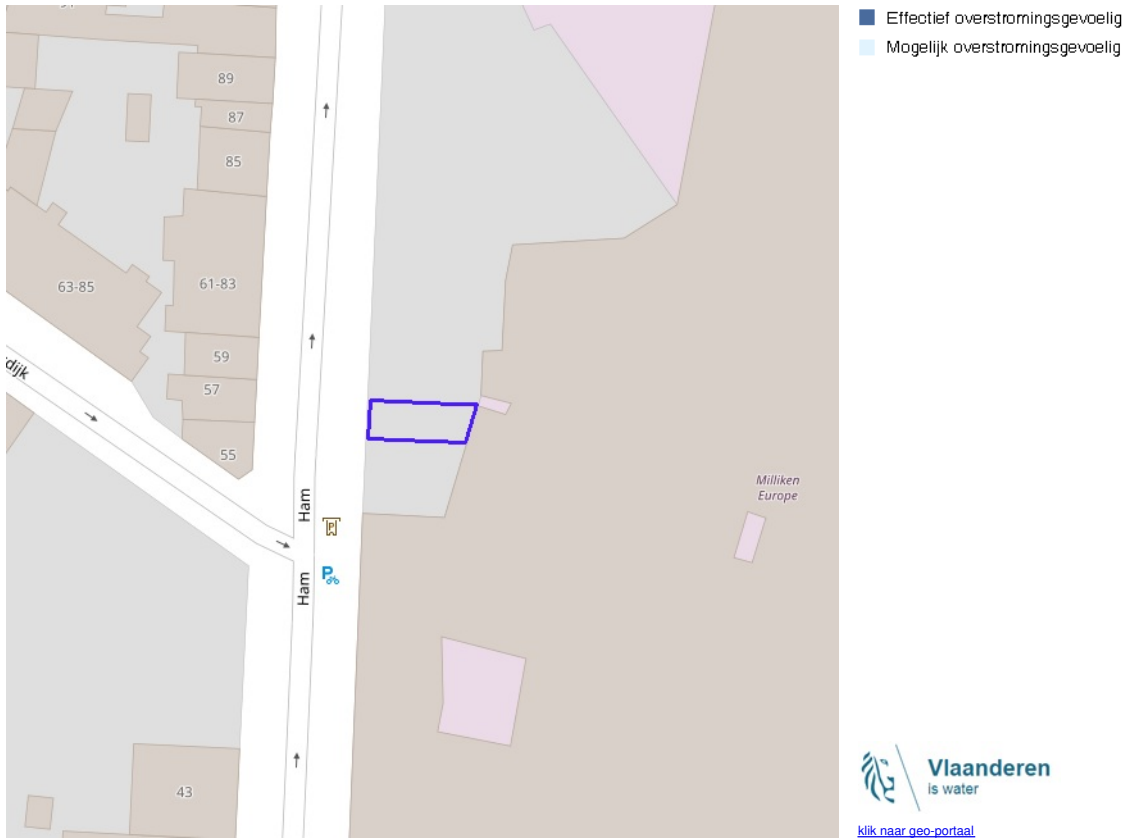 Effectief overstromingsgevoelig
Mogelijk overstromingsgevoelig
89
87
85
63-85
61-83
59
57
55
dijk
Ham
Ham
P
P
Milliken
Europe
43
Vlaanderen
is water
klik naar geo-portaal